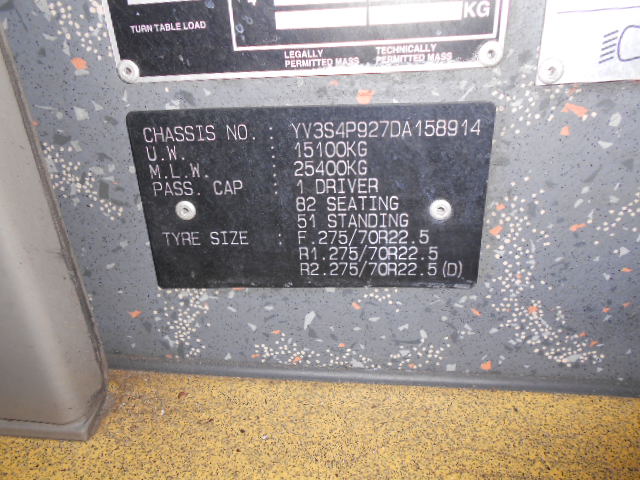 TURN TABLE LOAD
KG
LEGALLY PERMITTED MASS
TECHNICALLY PERMITTED MASS
CHASSIS NO. : YV3S4P927DA158914
U.W. : 15100KG
M.L.W. : 25400KG
PASS. CAP : 1 DRIVER
82 SEATING
51 STANDING
TYRE SIZE : F.275/70R22.5
R1.275/70R22.5
R2.275/70R22.5(D)